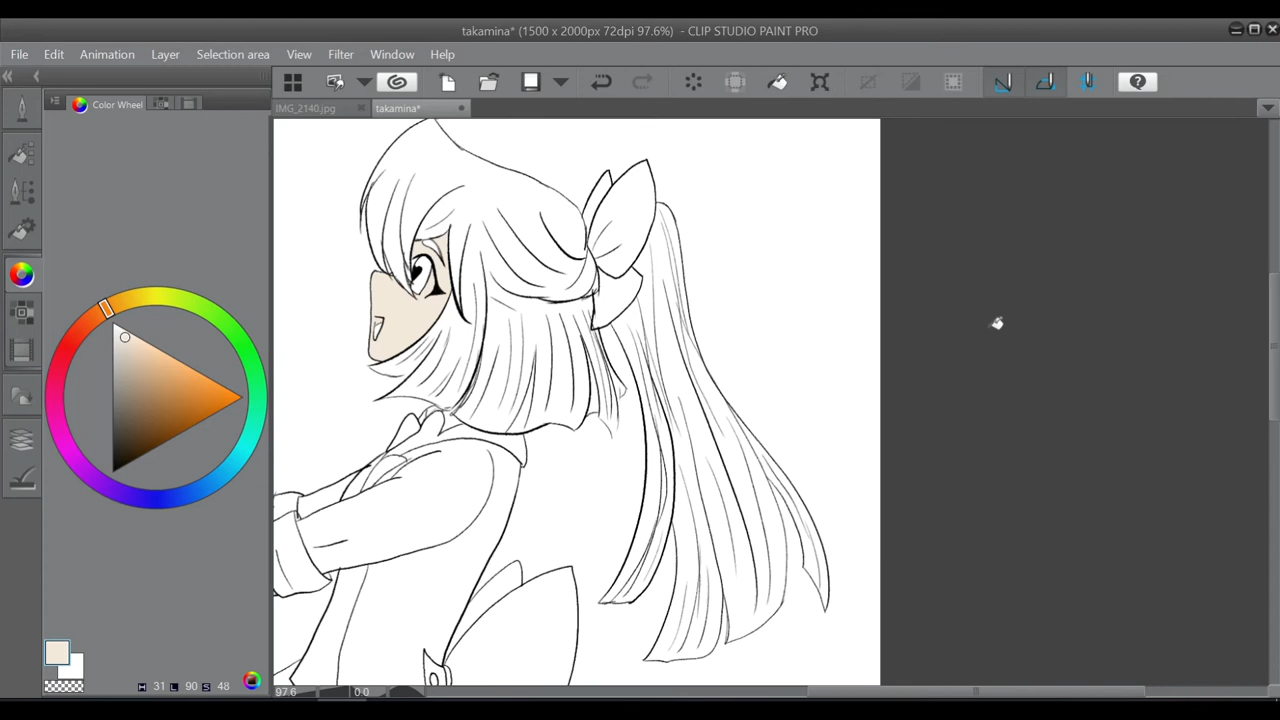 takamina* (1500 x 2000px 72dpi 97.6%) - CLIP STUDIO PAINT PRO
File Edit Animation Layer Selection area View Filter Window Help
Color Wheel
IMG_2140.jpg takamina*
H 31 L 90 S 48
97.6 0.0